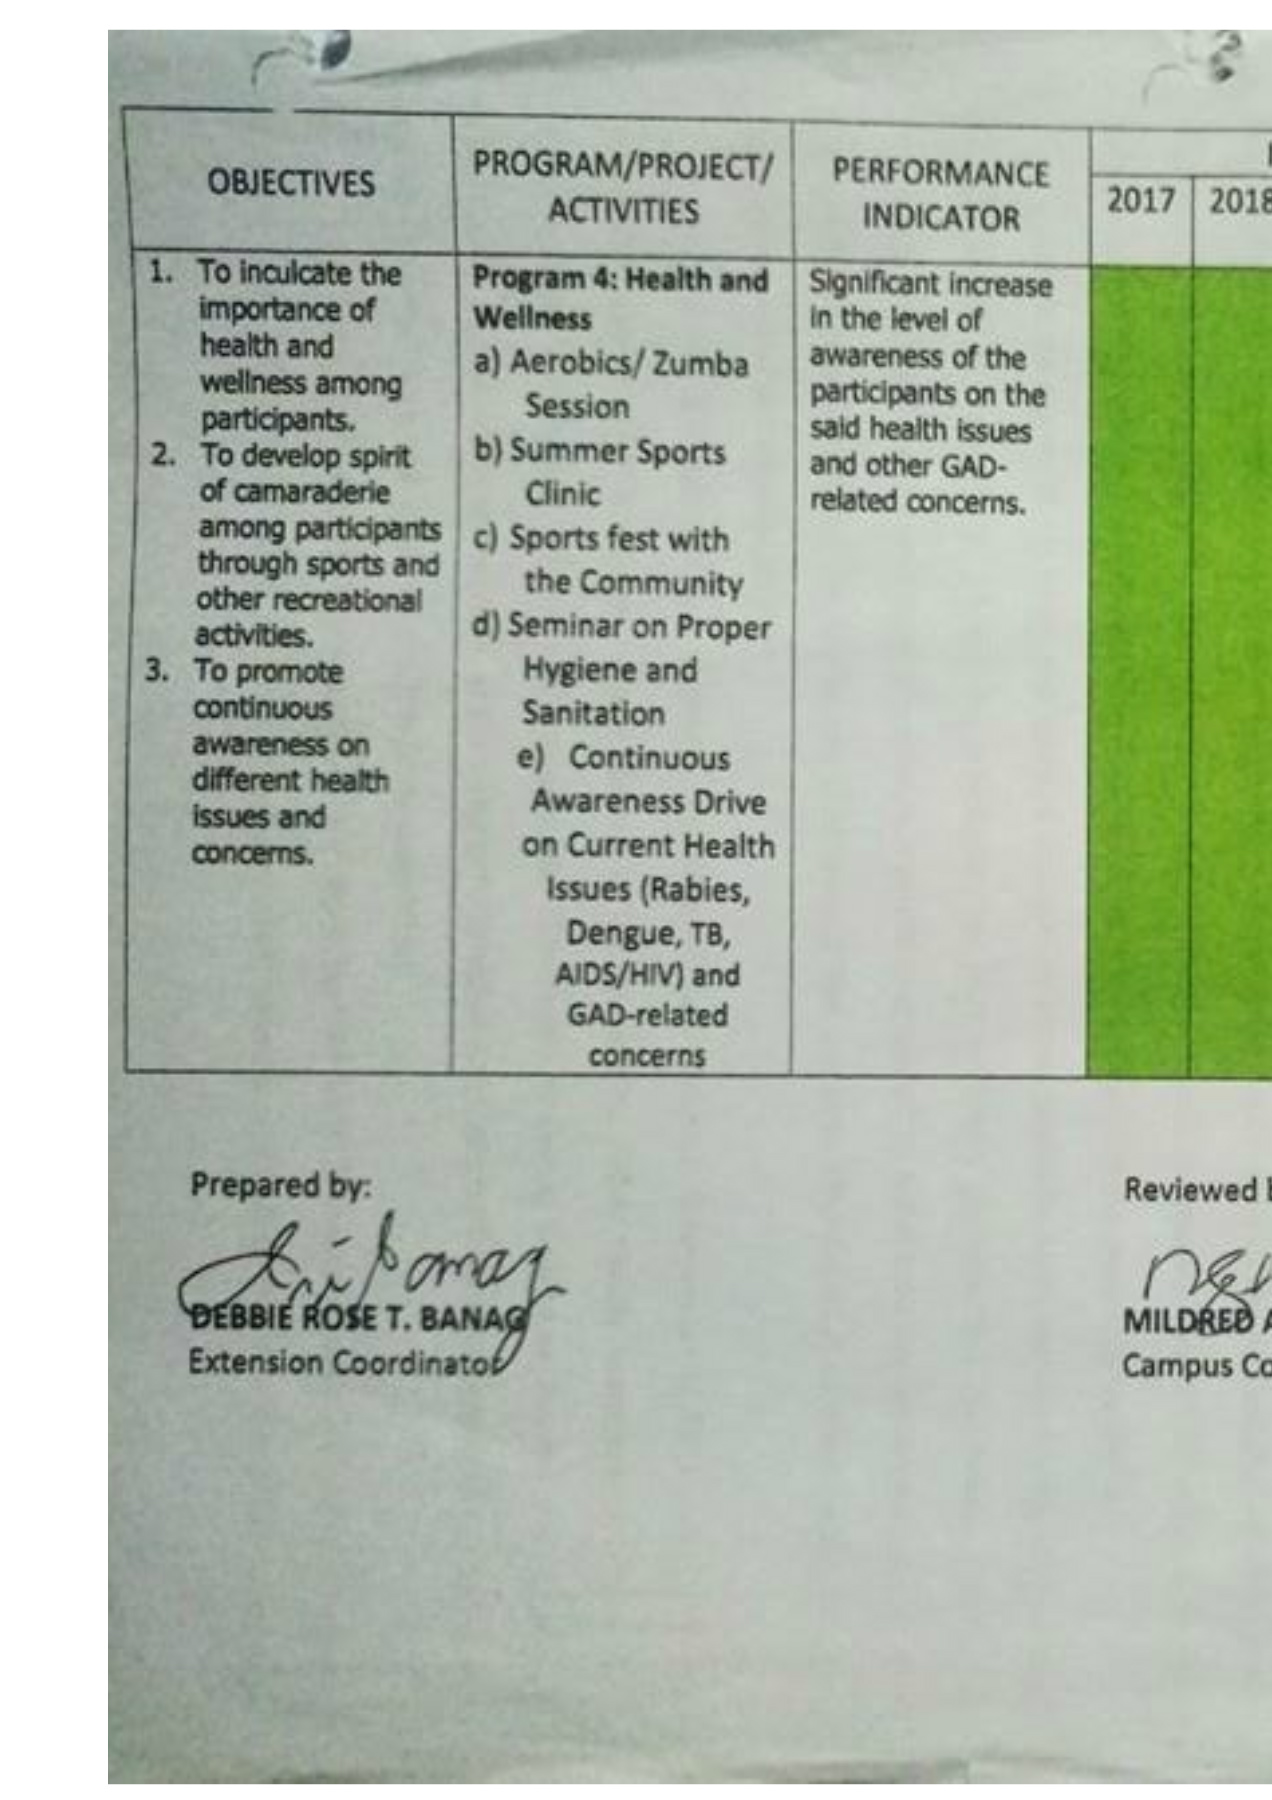 OBJECTIVES
PROGRAM/PROJECT/
ACTIVITIES
PERFORMANCE
INDICATOR
2017
2018
1. To inculcate the
importance of
health and
wellness among
participants.
2. To develop spirit
of camaraderie
among participants
through sports and
other recreational
activities.
3. To promote
continuous
awareness on
different health
issues and
concerns.
Program 4: Health and
Wellness
a) Aerobics/ Zumba
Session
b) Summer Sports
Clinic
c) Sports fest with
the Community
d) Seminar on Proper
Hygiene and
Sanitation
e) Continuous
Awareness Drive
on Current Health
Issues (Rabies,
Dengue, TB,
AIDS/HIV) and
GAD-related
concerns
Significant increase
in the level of
awareness of the
participants on the
said health issues
and other GAD-
related concerns.
Prepared by:
DEBBIE ROSE T. BANAG
Extension Coordinator
Reviewed
MILDRED A
Campus Co